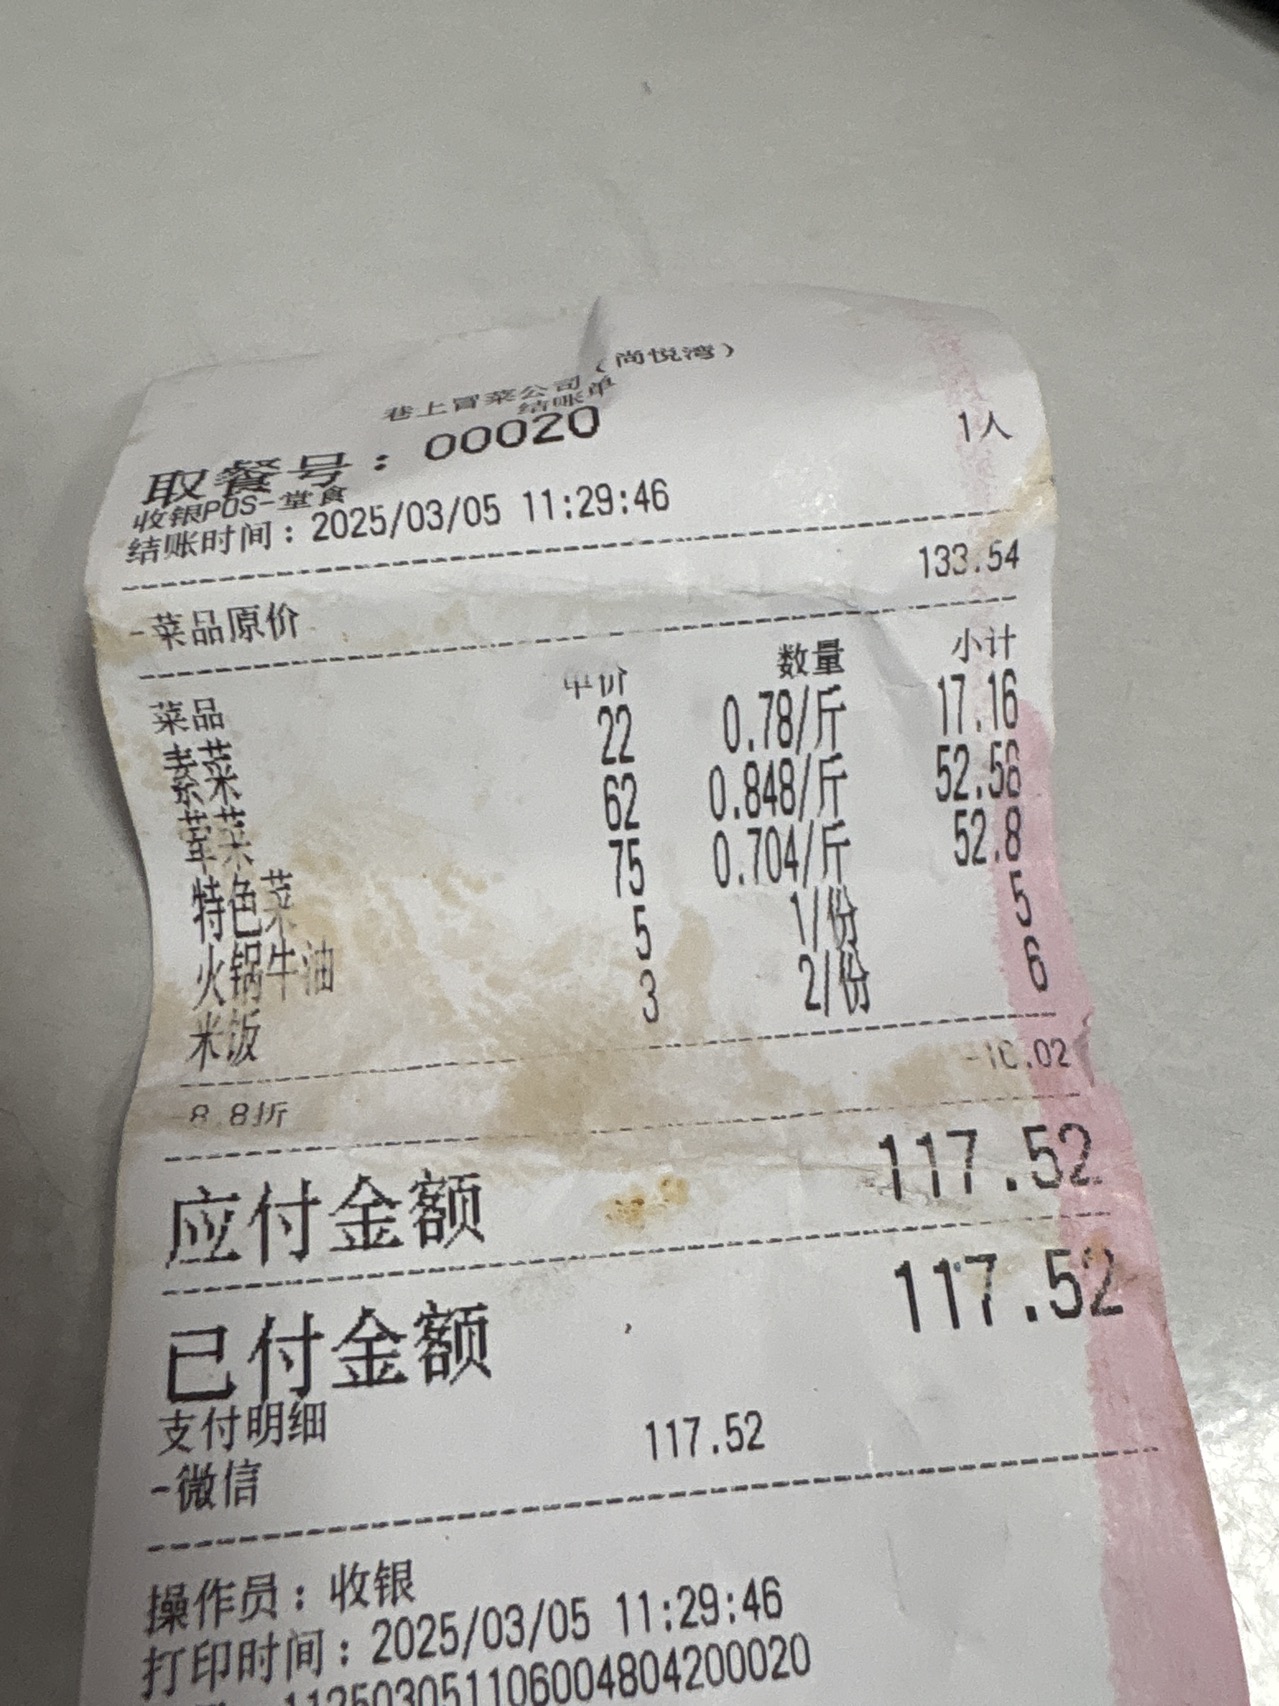 巷上冒菜公司（尚悦湾）
结账单
取餐号：00020 1人
收银POS-堂食
结账时间：2025/03/05 11:29:46
-菜品原价 133.54
菜品 单价 数量 小计
素菜 22 0.78/斤 17.16
荤菜 62 0.848/斤 52.58
特色菜 75 0.704/斤 52.8
火锅牛油 5 1/份 5
米饭 3 2/份 6
8.8折 -16.02
应付金额 117.52
已付金额 117.52
支付明细
-微信 117.52
操作员：收银
打印时间：2025/03/05 11:29:46
112503051106004804200020